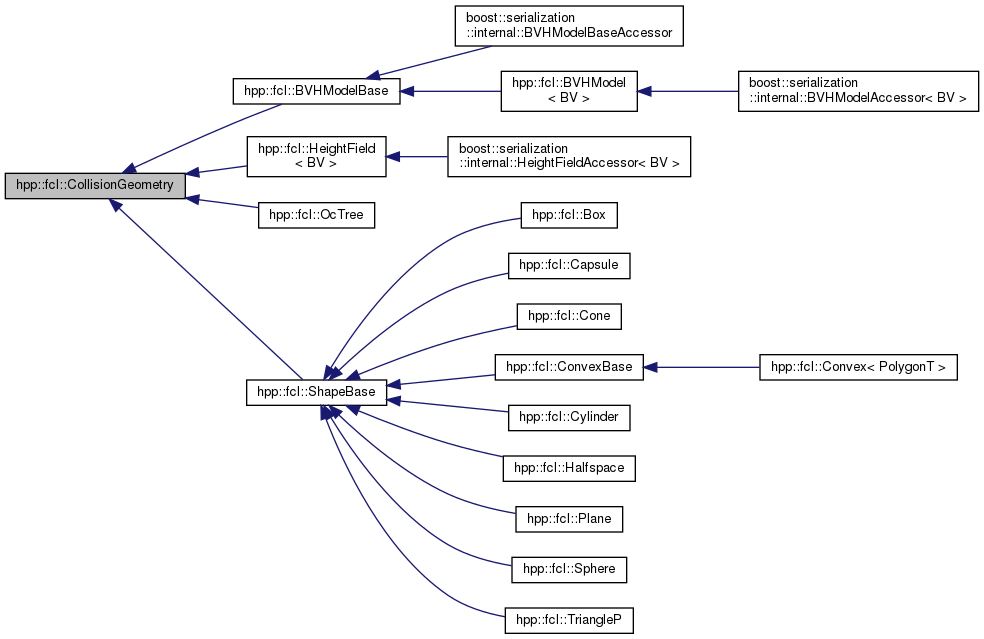 boost::serialization
::internal::BVHModelBaseAccessor
hpp::fcl::BVHModelBase
hpp::fcl::BVHModel
< BV >
boost::serialization
::internal::BVHModelAccessor< BV >
hpp::fcl::HeightField
< BV >
boost::serialization
::internal::HeightFieldAccessor< BV >
hpp::fcl::CollisionGeometry
hpp::fcl::OcTree
hpp::fcl::Box
hpp::fcl::Capsule
hpp::fcl::Cone
hpp::fcl::ConvexBase
hpp::fcl::Convex< PolygonT >
hpp::fcl::ShapeBase
hpp::fcl::Cylinder
hpp::fcl::Halfspace
hpp::fcl::Plane
hpp::fcl::Sphere
hpp::fcl::TriangleP